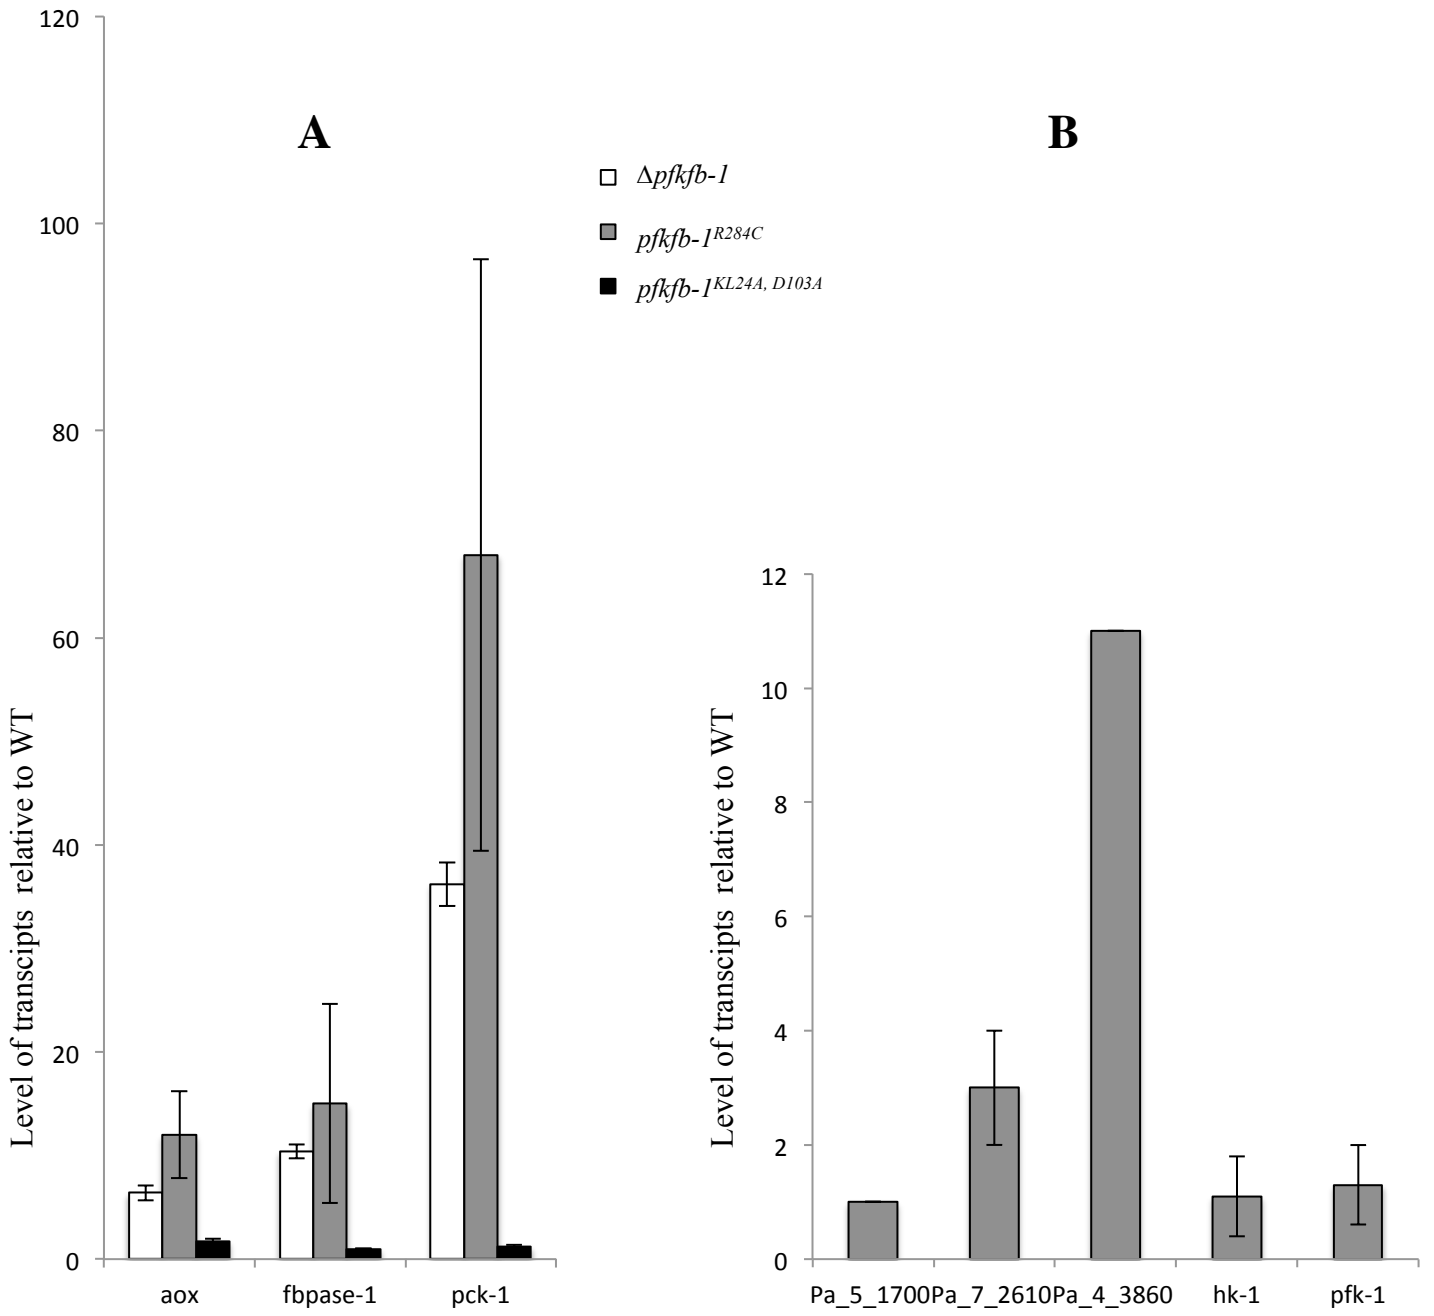 A
B
Δpfkfb-1
pfkfb-1R284C
pfkfb-1KL24A, D103A
Level of transcipts relative to WT
120
100
80
60
40
20
0
aox fbpase-1 pck-1
Level of transcipts relative to WT
12
10
8
6
4
2
0
Pa_5_1700 Pa_7_2610 Pa_4_3860 hk-1 pfk-1